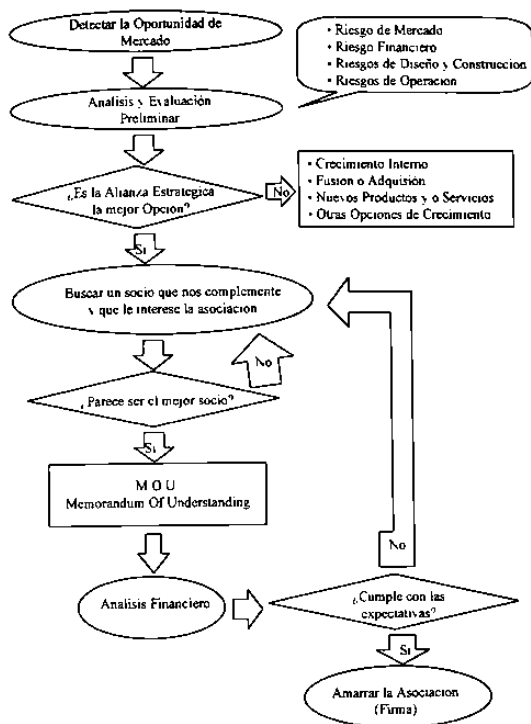 Detectar la Oportunidad de
Mercado
• Riesgo de Mercado
• Riesgo Financiero
• Riesgos de Diseño y Construccion
• Riesgos de Operacion
Analisis y Evaluación
Preliminar
¿Es la Alianza Estrategica
la mejor Opción?
No
• Crecimiento Interno
• Fusion o Adquisión
• Nuevos Productos y o Servicios
• Otras Opciones de Crecimiento
Si
Buscar un socio que nos complemente
y que le interese la asociacion
No
¿Parece ser el mejor socio?
Si
M O U
Memorandum Of Understanding
No
Analisis Financiero
¿Cumple con las
expectativas?
Si
Amarrar la Asociacion
(Firma)